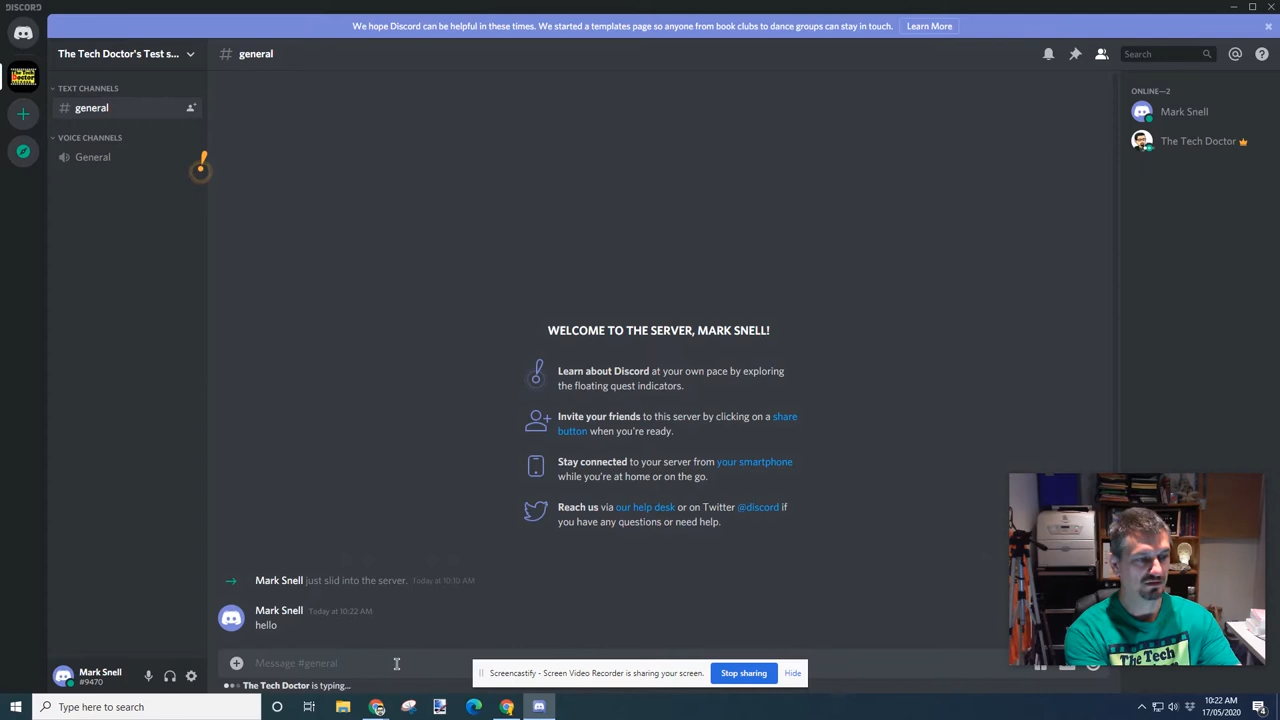 DISCORD
We hope Discord can be helpful in these times. We started a templates page so anyone from book clubs to dance groups can stay in touch.
Learn More
The Tech Doctor's Test s...
general
Search
TEXT CHANNELS
general
VOICE CHANNELS
General
ONLINE—2
Mark Snell
The Tech Doctor
WELCOME TO THE SERVER, MARK SNELL!
Learn about Discord at your own pace by exploring
the floating quest indicators.
Invite your friends to this server by clicking on a share
button when you're ready.
Stay connected to your server from your smartphone
while you're at home or on the go.
Reach us via our help desk or on Twitter @discord if
you have any questions or need help.
Mark Snell just slid into the server. Today at 10:10 AM
Mark Snell Today at 10:22 AM
hello
Message #general
The Tech Doctor is typing...
Mark Snell
#9470
Screencastify - Screen Video Recorder is sharing your screen.
Stop sharing
Hide
The Tech
Type here to search
10:22 AM
17/05/2020
4